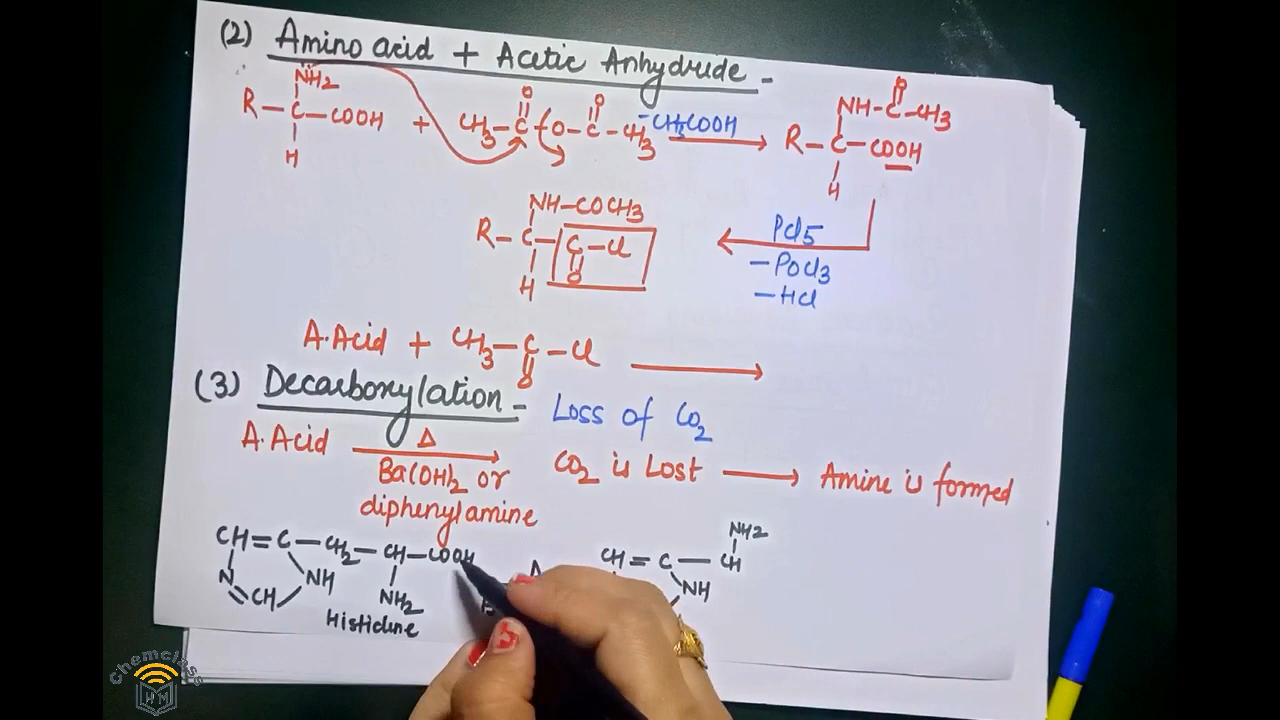 (2) Amino acid + Acetic Anhydride -
NH2
R-C-COOH + CH3-C-O-C-CH3 -CH3COOH
O O
H
NH-C-CH3
O
R-C-COOH
H
NH-COCH3
R-C-C-Cl
O
H
PCl5
-POCl3
-HCl
A.Acid + CH3-C-Cl
O
(3) Decarboxylation - Loss of CO2
A.Acid Δ CO2 is Lost → Amine is formed
Ba(OH)2 or
diphenylamine
CH=C-CH2-CH-COOH
N NH NH2
CH
Histidine
NH2
CH=C-CH
NH
Chemclass
HM